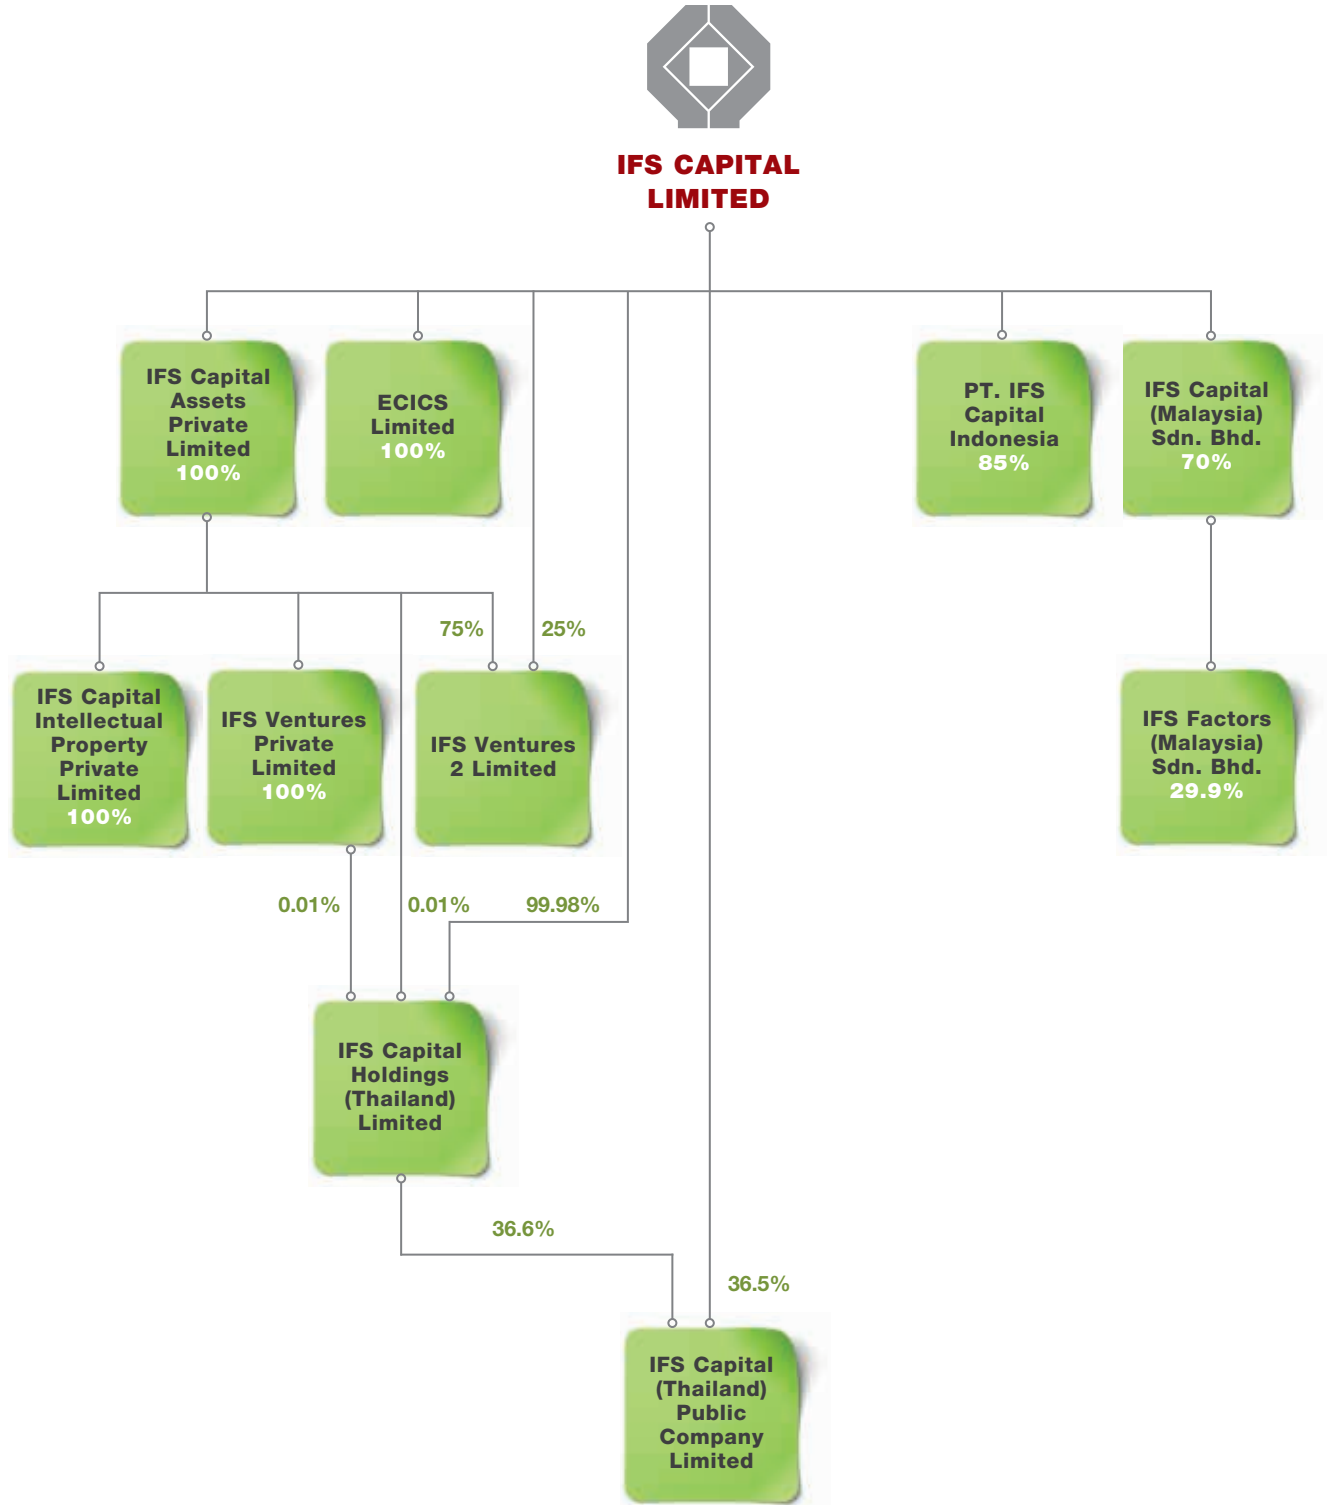 IFS CAPITAL
LIMITED
IFS Capital
Assets
Private
Limited
100%
ECICS
Limited
100%
PT. IFS
Capital
Indonesia
85%
IFS Capital
(Malaysia)
Sdn. Bhd.
70%
75%
25%
IFS Capital
Intellectual
Property
Private
Limited
100%
IFS Ventures
Private
Limited
100%
IFS Ventures
2 Limited
IFS Factors
(Malaysia)
Sdn. Bhd.
29.9%
0.01%
0.01%
99.98%
IFS Capital
Holdings
(Thailand)
Limited
36.6%
36.5%
IFS Capital
(Thailand)
Public
Company
Limited